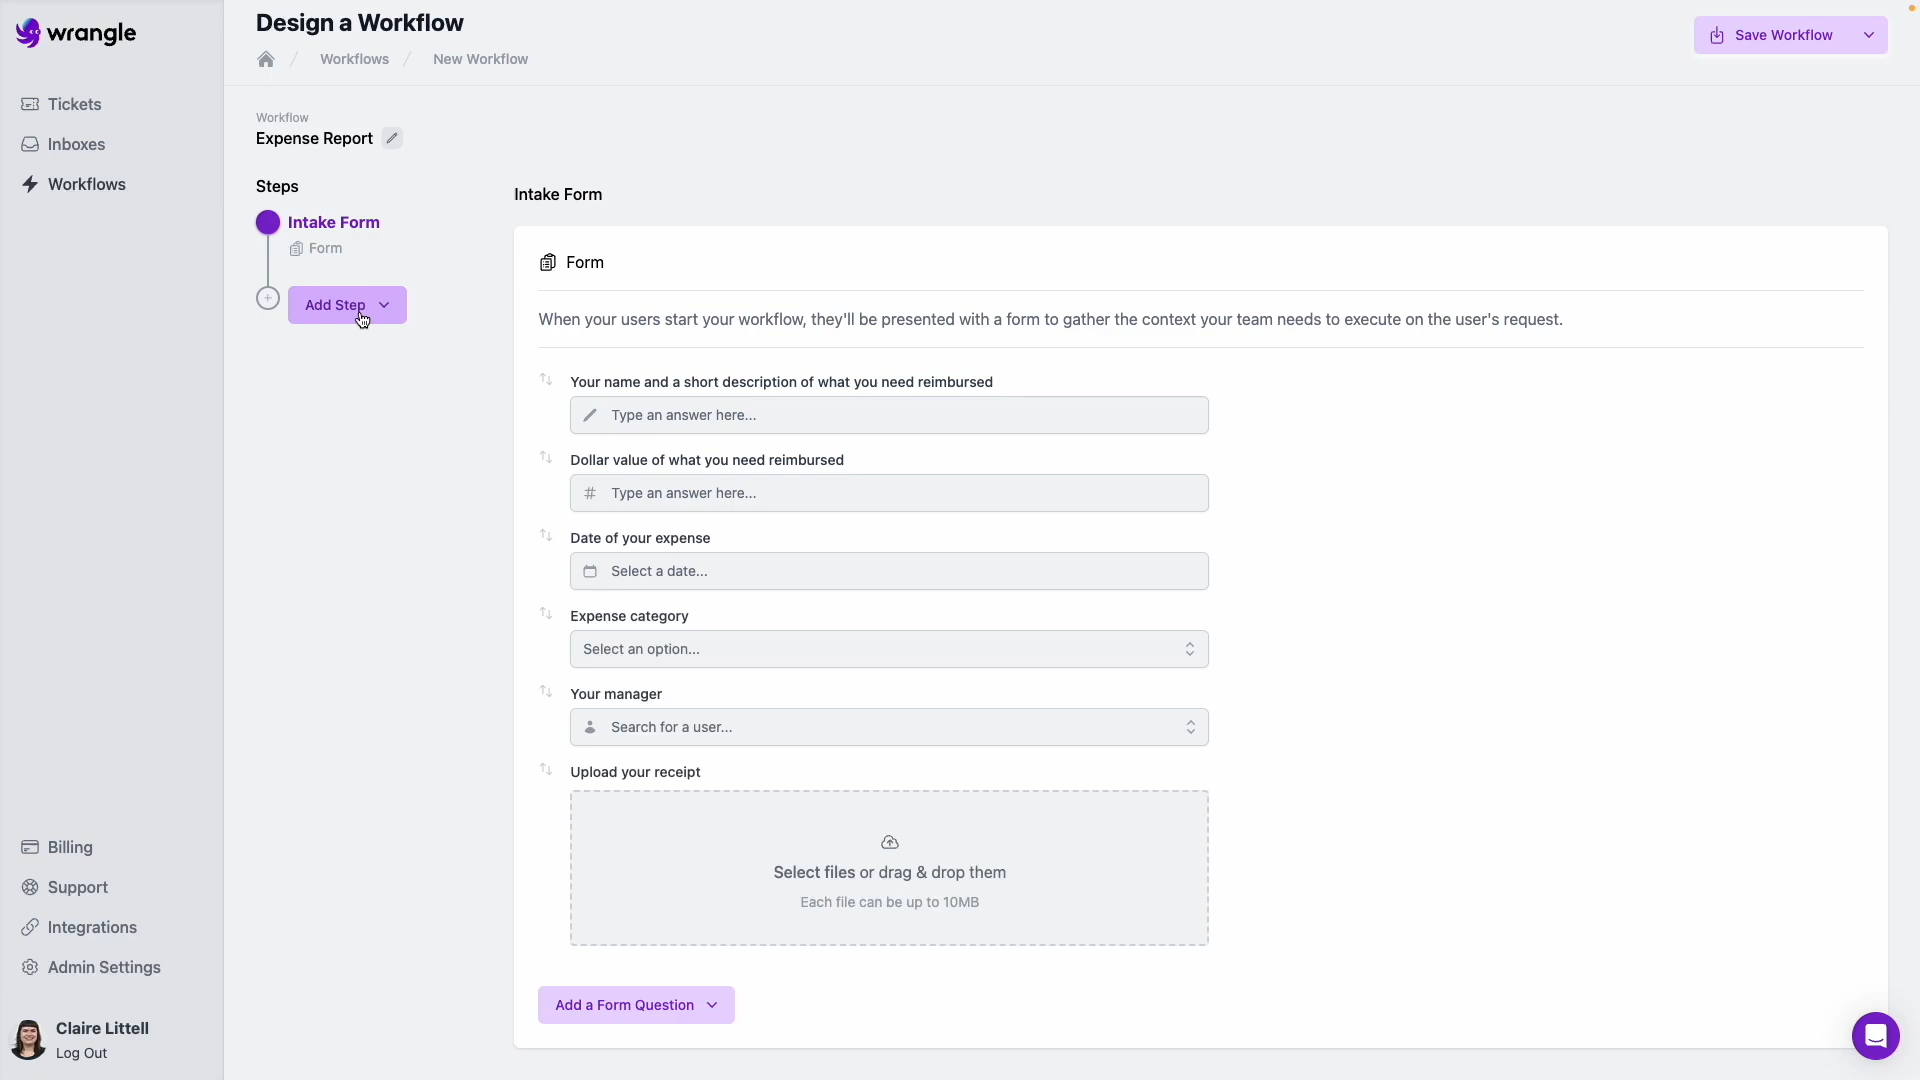 wrangle
Tickets
Inboxes
Workflows
Billing
Support
Integrations
Admin Settings
Claire Littell
Log Out
Design a Workflow
Workflows / New Workflow
Save Workflow
Workflow
Expense Report
Steps
Intake Form
Form
Add Step
Intake Form
Form
When your users start your workflow, they'll be presented with a form to gather the context your team needs to execute on the user's request.
Your name and a short description of what you need reimbursed
Type an answer here...
Dollar value of what you need reimbursed
# Type an answer here...
Date of your expense
Select a date...
Expense category
Select an option...
Your manager
Search for a user...
Upload your receipt
Select files or drag & drop them
Each file can be up to 10MB
Add a Form Question